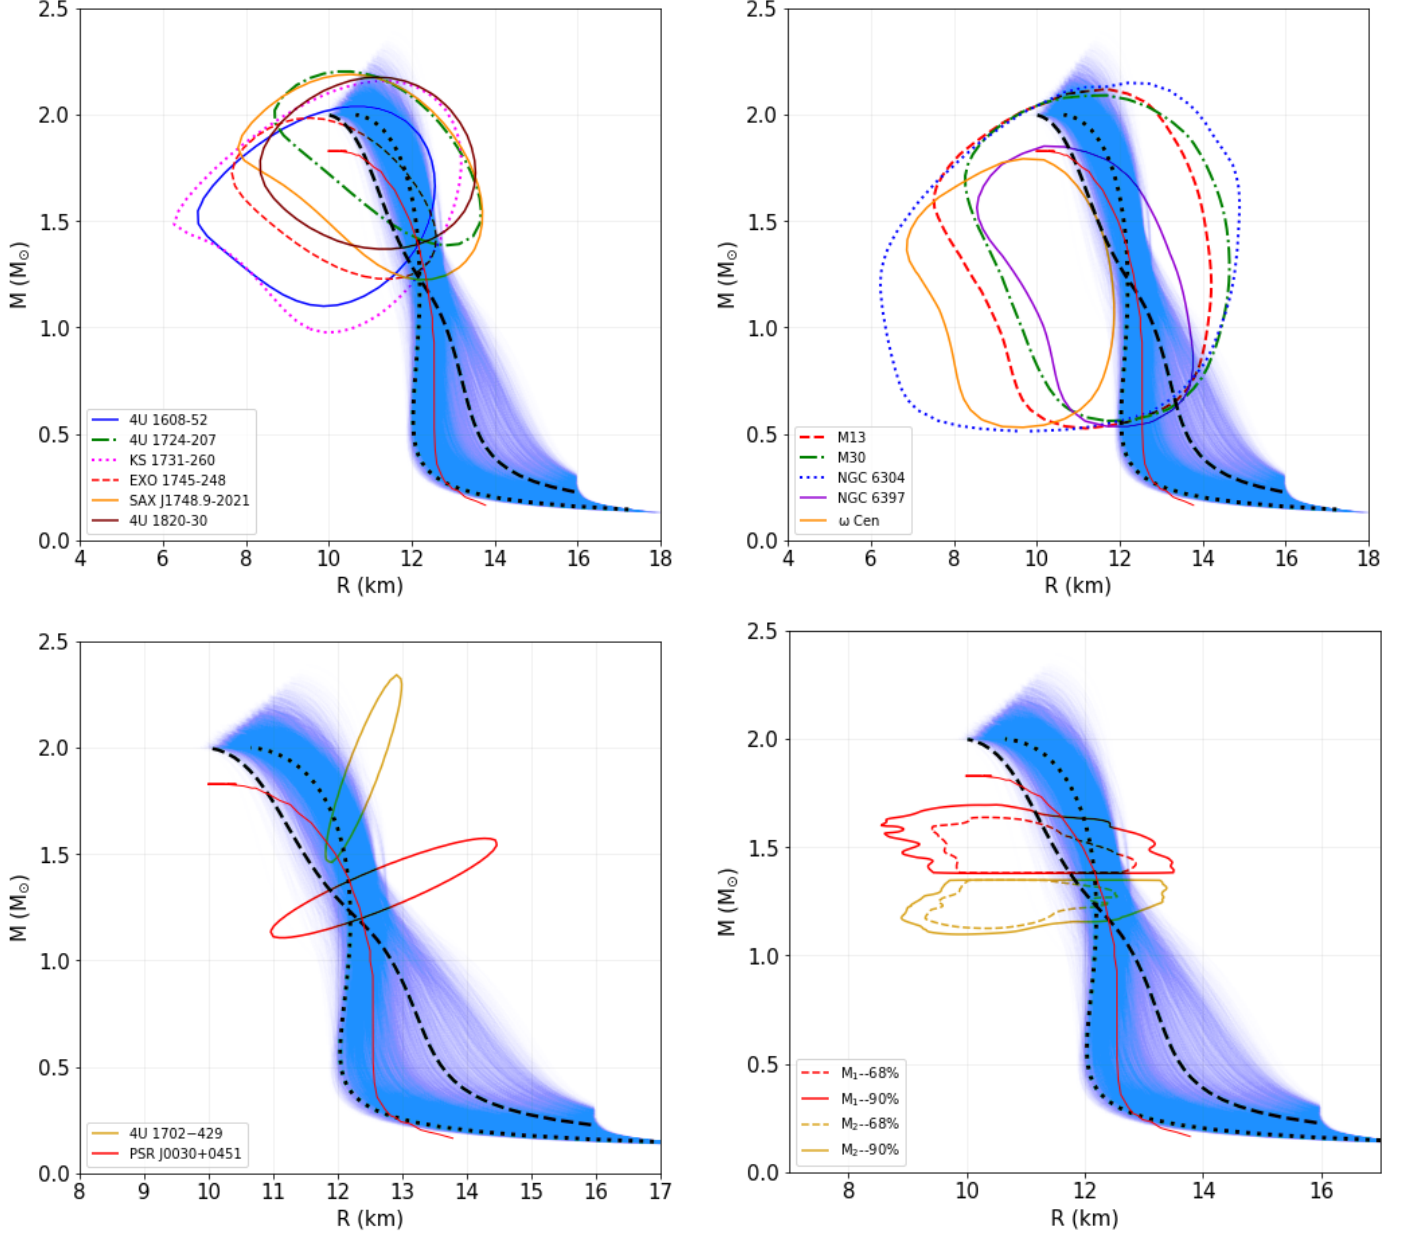 2.5
2.0
1.5
1.0
0.5
0.0
M (M⊙)
4U 1608-52
4U 1724-207
KS 1731-260
EXO 1745-248
SAX J1748.9-2021
4U 1820-30
4 6 8 10 12 14 16 18
R (km)
2.5
2.0
1.5
1.0
0.5
0.0
M (M⊙)
M13
M30
NGC 6304
NGC 6397
ω Cen
4 6 8 10 12 14 16 18
R (km)
2.5
2.0
1.5
1.0
0.5
0.0
M (M⊙)
4U 1702−429
PSR J0030+0451
8 9 10 11 12 13 14 15 16 17
R (km)
2.5
2.0
1.5
1.0
0.5
0.0
M (M⊙)
M₁--68%
M₁--90%
M₂--68%
M₂--90%
8 10 12 14 16
R (km)